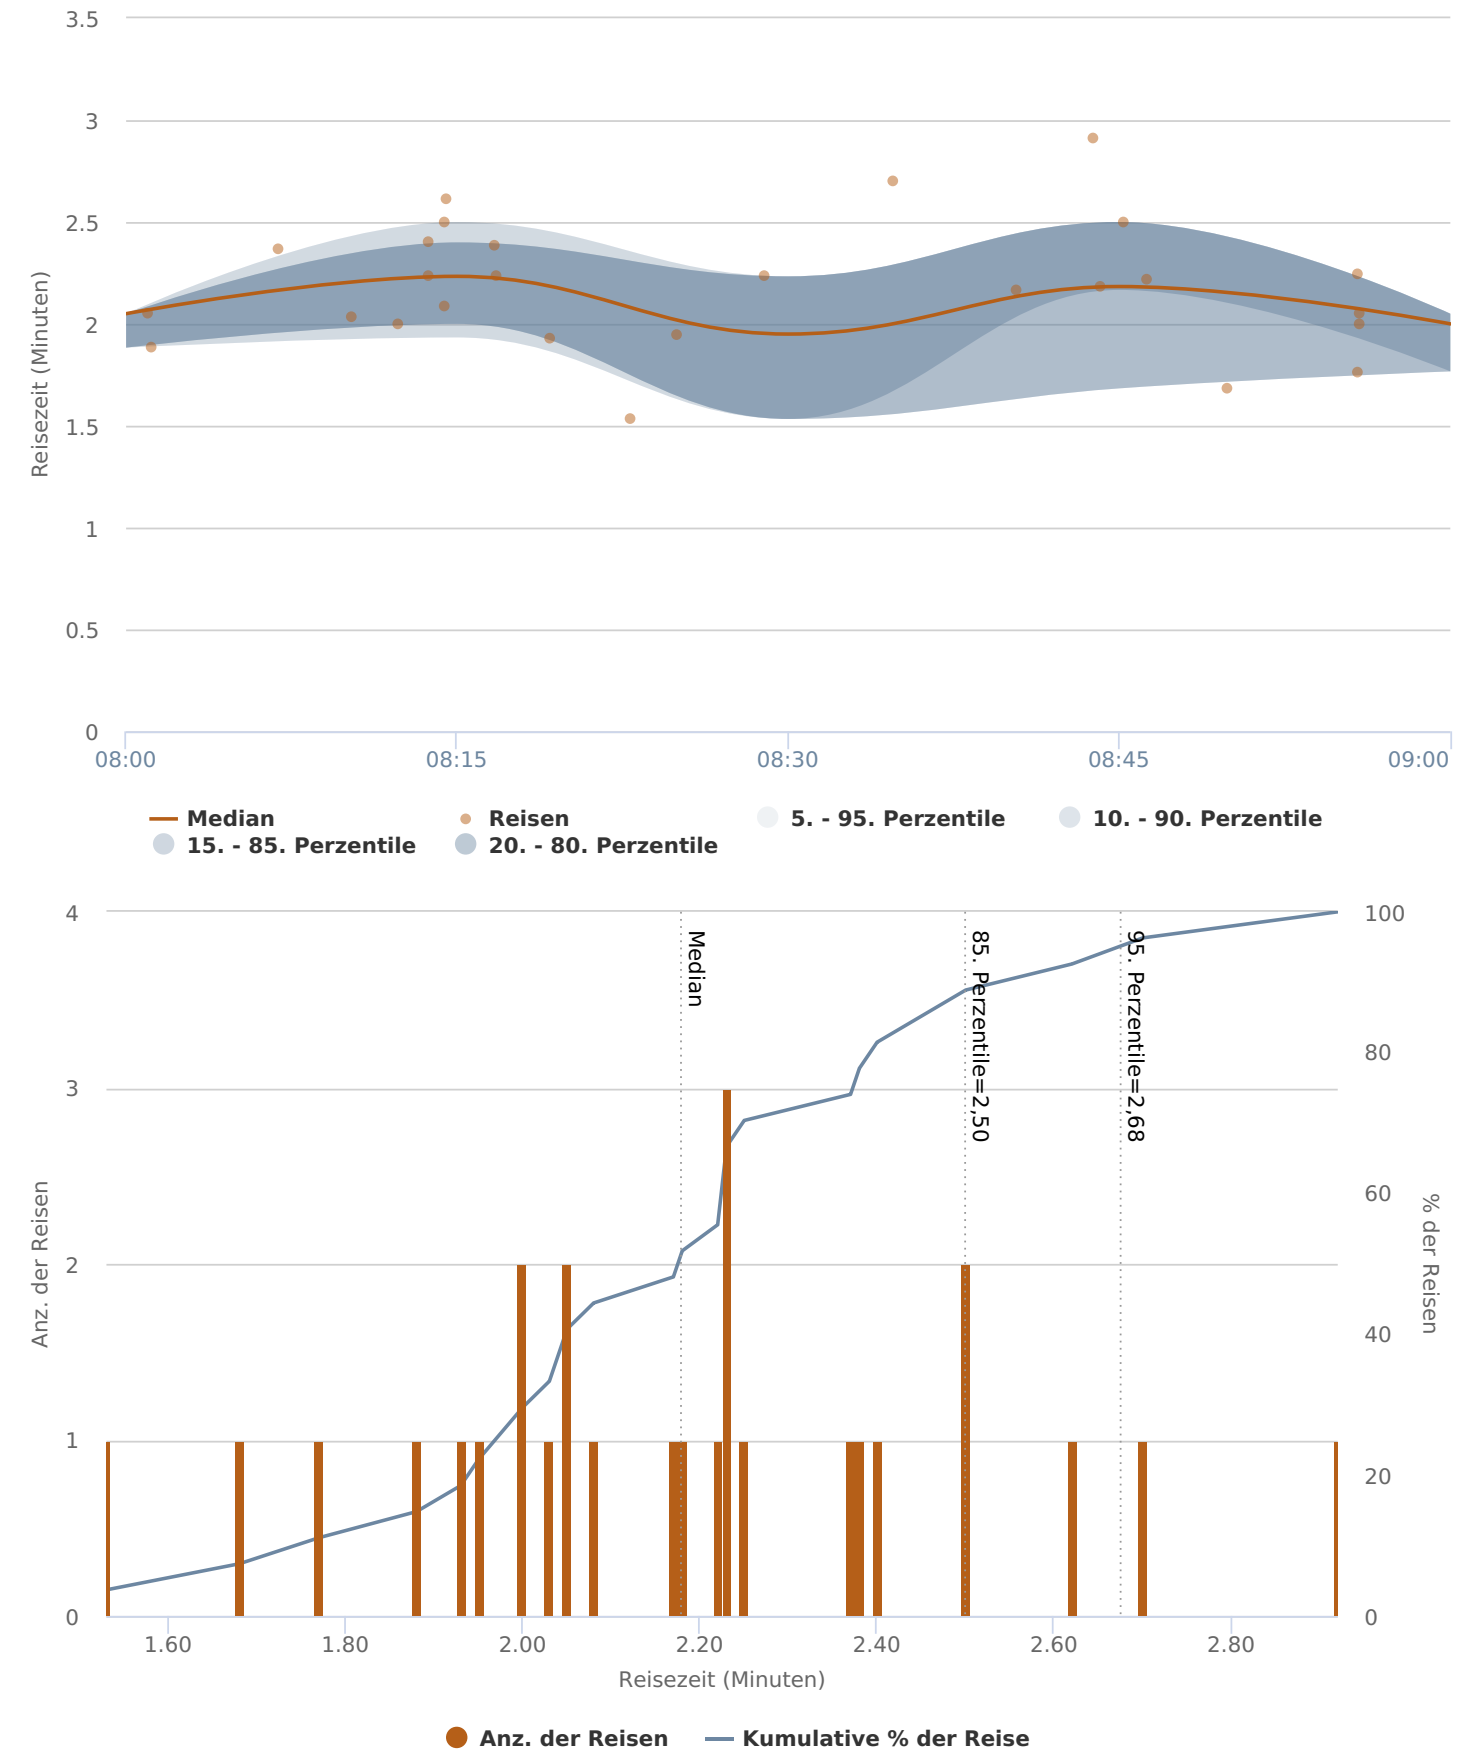 3.5
3
2.5
2
1.5
1
0.5
0
Reisezeit (Minuten)
08:00 08:15 08:30 08:45 09:00
Median Reisen 5. - 95. Perzentile 10. - 90. Perzentile
15. - 85. Perzentile 20. - 80. Perzentile
4
3
2
1
0
Anz. der Reisen
Median
85. Perzentile=2,50
95. Perzentile=2,68
100
80
60
40
20
0
% der Reisen
1.60 1.80 2.00 2.20 2.40 2.60 2.80
Reisezeit (Minuten)
Anz. der Reisen Kumulative % der Reise